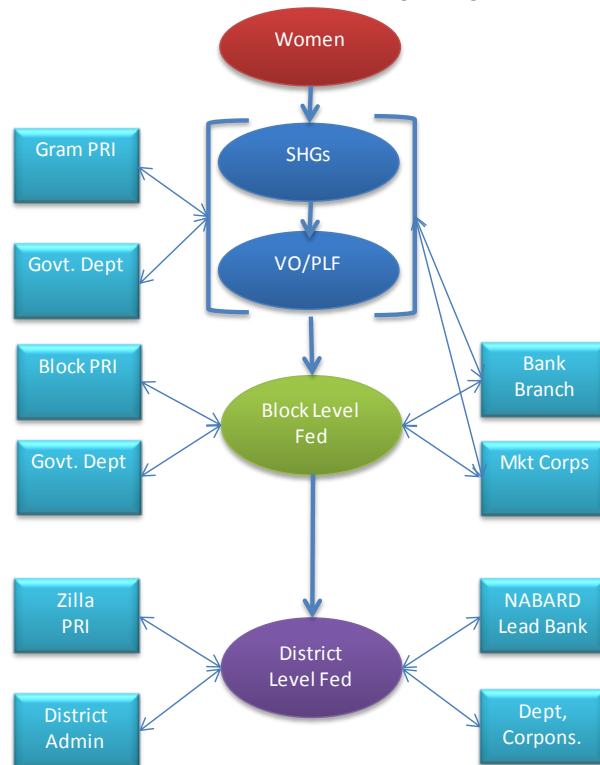 Women
SHGs
Gram PRI
Govt. Dept
VO/PLF
Block PRI
Bank
Branch
Block Level
Fed
Govt. Dept
Mkt Corps
Zilla
PRI
NABARD
Lead Bank
District
Level Fed
District
Admin
Dept,
Corpons.